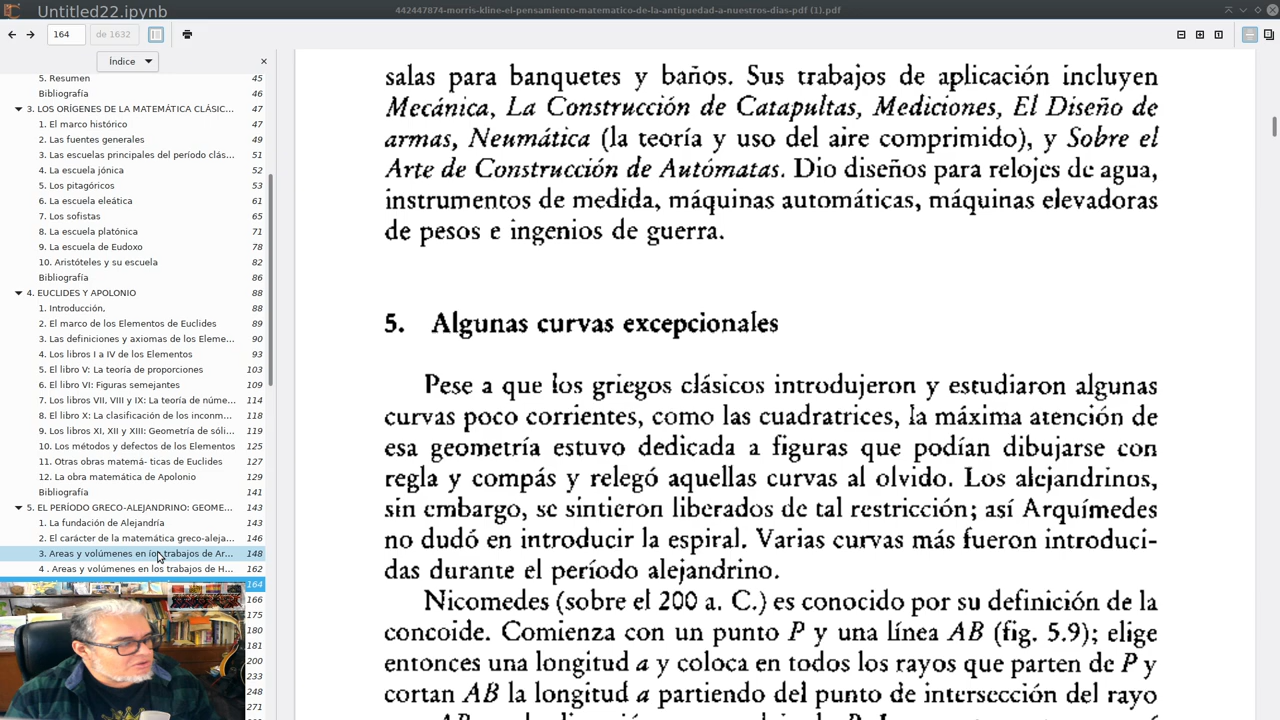 Untitled22.ipynb
442447874-morris-kline-el-pensamiento-matematico-de-la-antiguedad-a-nuestros-dias-pdf (1).pdf
164 de 1632
Índice
5. Resumen 45
Bibliografía 46
3. LOS ORÍGENES DE LA MATEMÁTICA CLÁSIC... 47
1. El marco histórico 47
2. Las fuentes generales 49
3. Las escuelas principales del período clás... 51
4. La escuela jónica 52
5. Los pitagóricos 53
6. La escuela eleática 61
7. Los sofistas 65
8. La escuela platónica 71
9. La escuela de Eudoxo 78
10. Aristóteles y su escuela 82
Bibliografía 86
4. EUCLIDES Y APOLONIO 88
1. Introducción, 88
2. El marco de los Elementos de Euclides 89
3. Las definiciones y axiomas de los Eleme... 90
4. Los libros I a IV de los Elementos 93
5. El libro V: La teoría de proporciones 103
6. El libro VI: Figuras semejantes 109
7. Los libros VII, VIII y IX: La teoría de núme... 114
8. El libro X: La clasificación de los inconm... 118
9. Los libros XI, XII y XIII: Geometría de sóli... 119
10. Los métodos y defectos de los Elementos 125
11. Otras obras matemá- ticas de Euclides 127
12. La obra matemática de Apolonio 129
Bibliografía 141
5. EL PERÍODO GRECO-ALEJANDRINO: GEOME... 143
1. La fundación de Alejandría 143
2. El carácter de la matemática greco-aleja... 146
3. Areas y volúmenes en los trabajos de Ar... 148
4 . Areas y volúmenes en los trabajos de H... 162
164
166
175
180
181
200
233
248
271
salas para banquetes y baños. Sus trabajos de aplicación incluyen
Mecánica, La Construcción de Catapultas, Mediciones, El Diseño de
armas, Neumática (la teoría y uso del aire comprimido), y Sobre el
Arte de Construcción de Autómatas. Dio diseños para relojes de agua,
instrumentos de medida, máquinas automáticas, máquinas elevadoras
de pesos e ingenios de guerra.
5. Algunas curvas excepcionales
Pese a que los griegos clásicos introdujeron y estudiaron algunas
curvas poco corrientes, como las cuadratrices, la máxima atención de
esa geometría estuvo dedicada a figuras que podían dibujarse con
regla y compás y relegó aquellas curvas al olvido. Los alejandrinos,
sin embargo, se sintieron liberados de tal restricción; así Arquímedes
no dudó en introducir la espiral. Varias curvas más fueron introduci-
das durante el período alejandrino.
Nicomedes (sobre el 200 a. C.) es conocido por su definición de la
concoide. Comienza con un punto P y una línea AB (fig. 5.9); elige
entonces una longitud a y coloca en todos los rayos que parten de P y
cortan AB la longitud a partiendo del punto de intersección del rayo